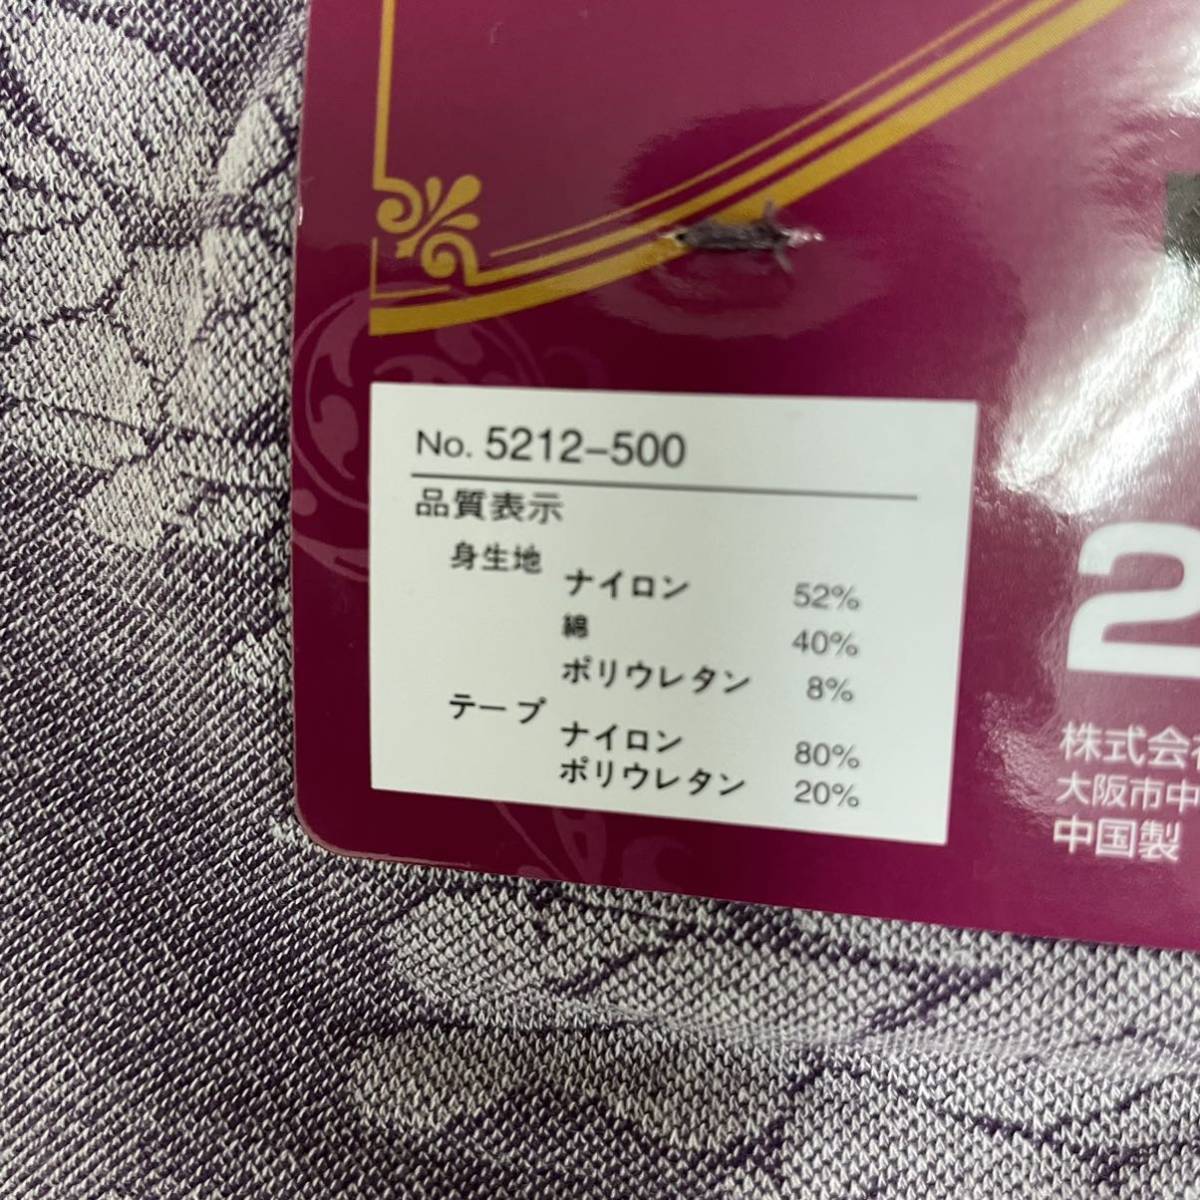 No. 5212-500
品質表示
身生地
ナイロン 52%
綿 40%
ポリウレタン 8%
テープ
ナイロン 80%
ポリウレタン 20%
2
株式会社
大阪市中
中国製